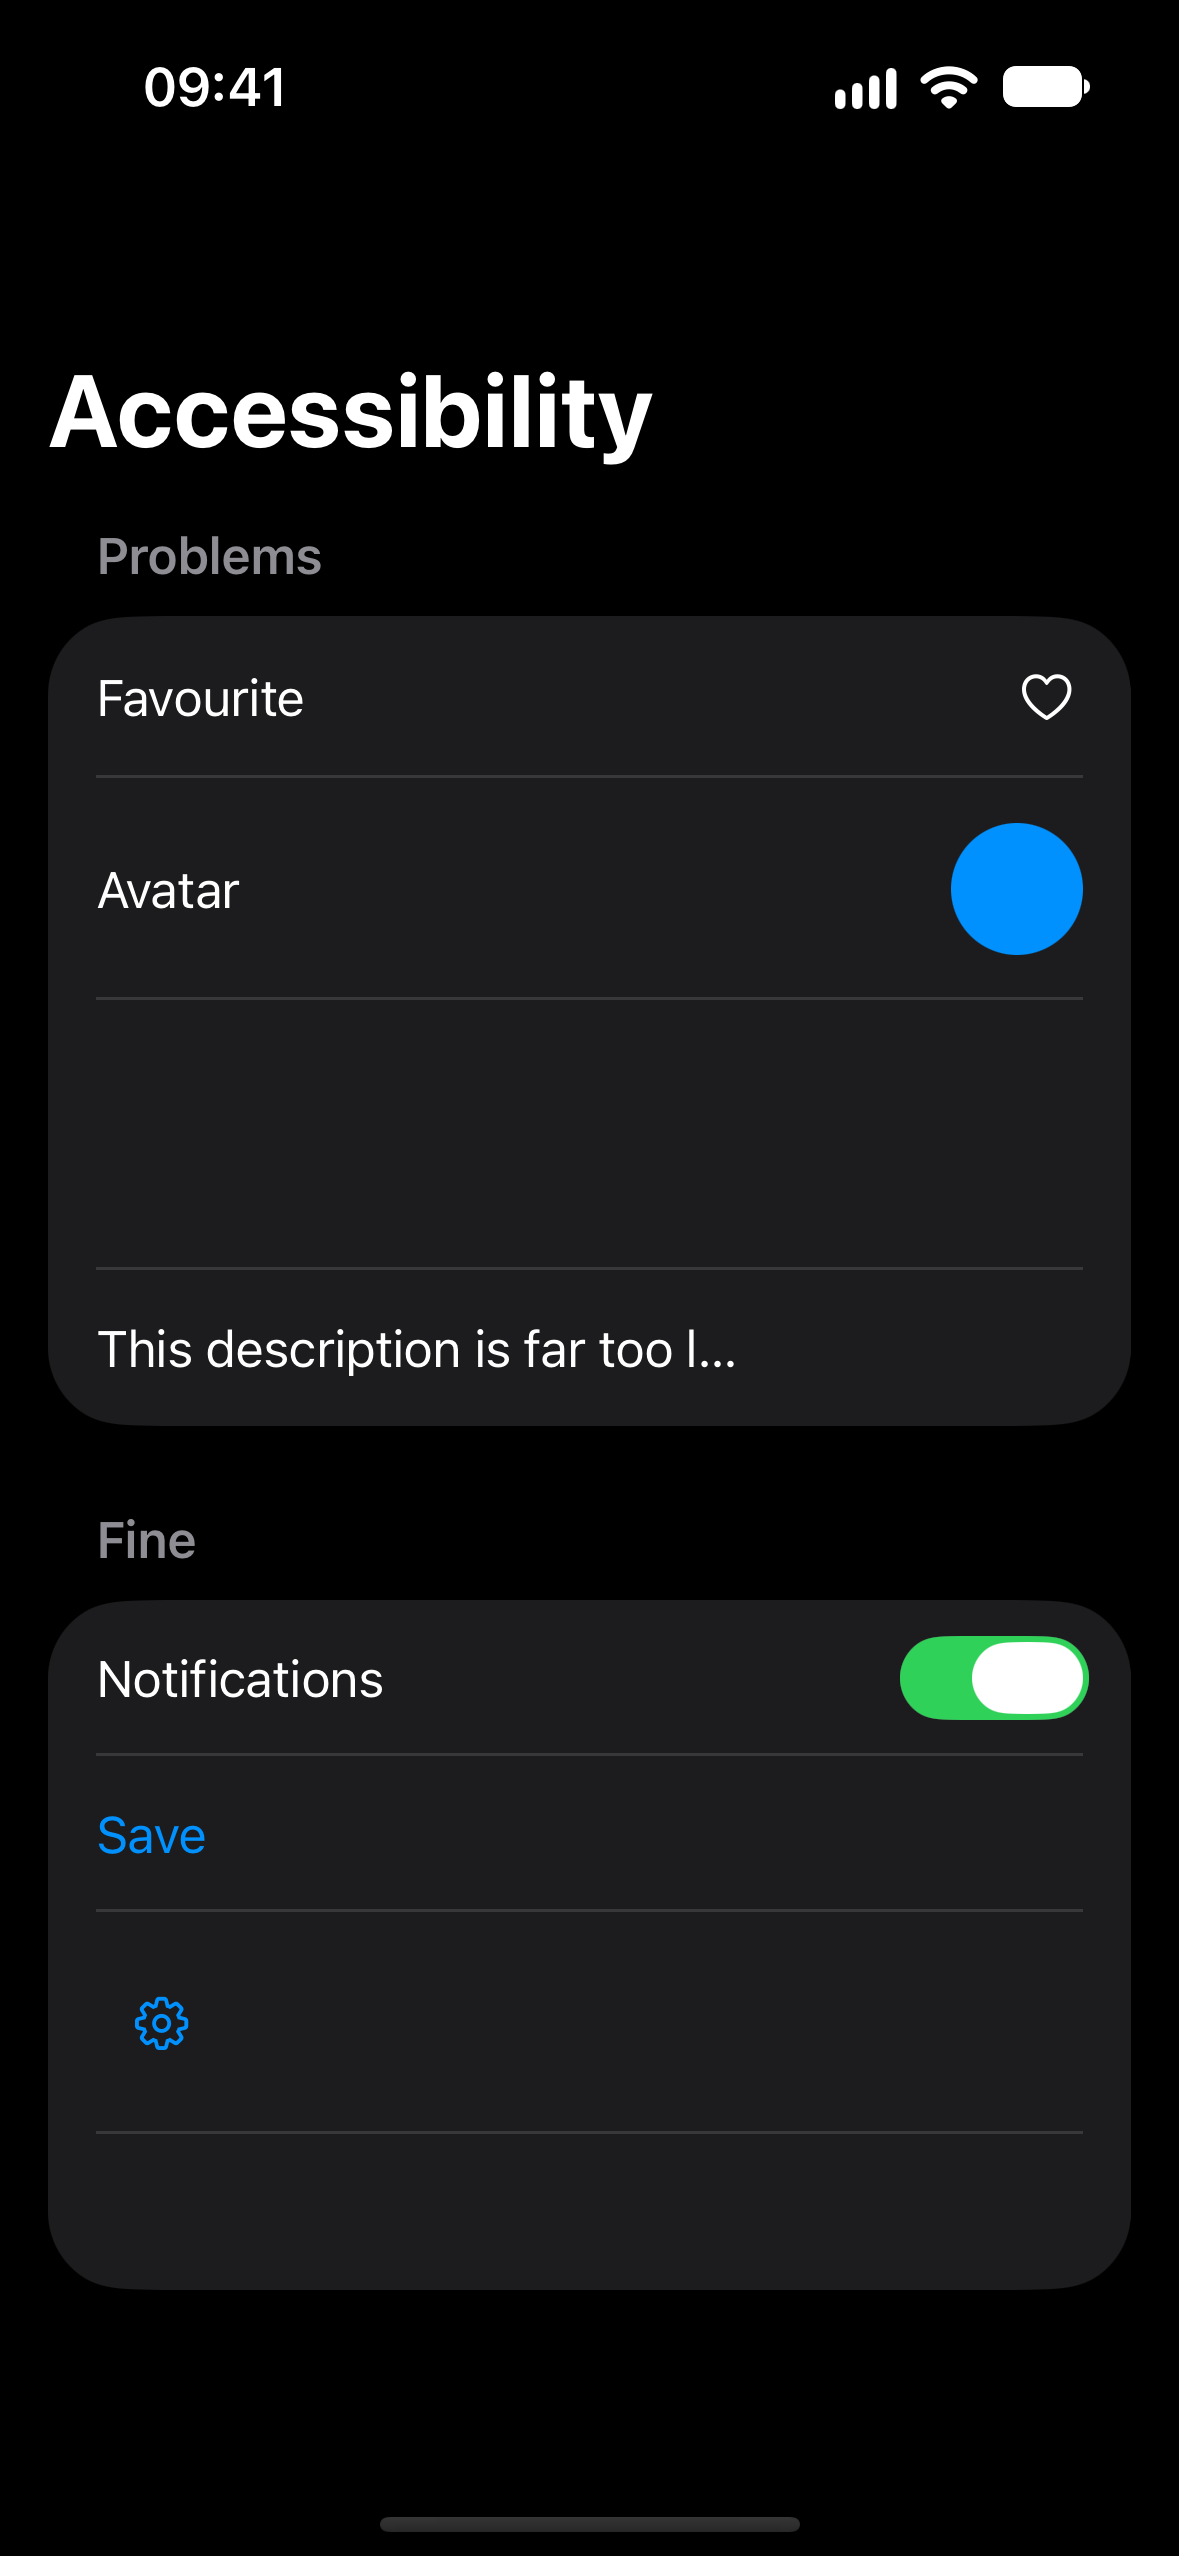 09:41
Accessibility
Problems
Favourite
Avatar
This description is far too l...
Fine
Notifications
Save